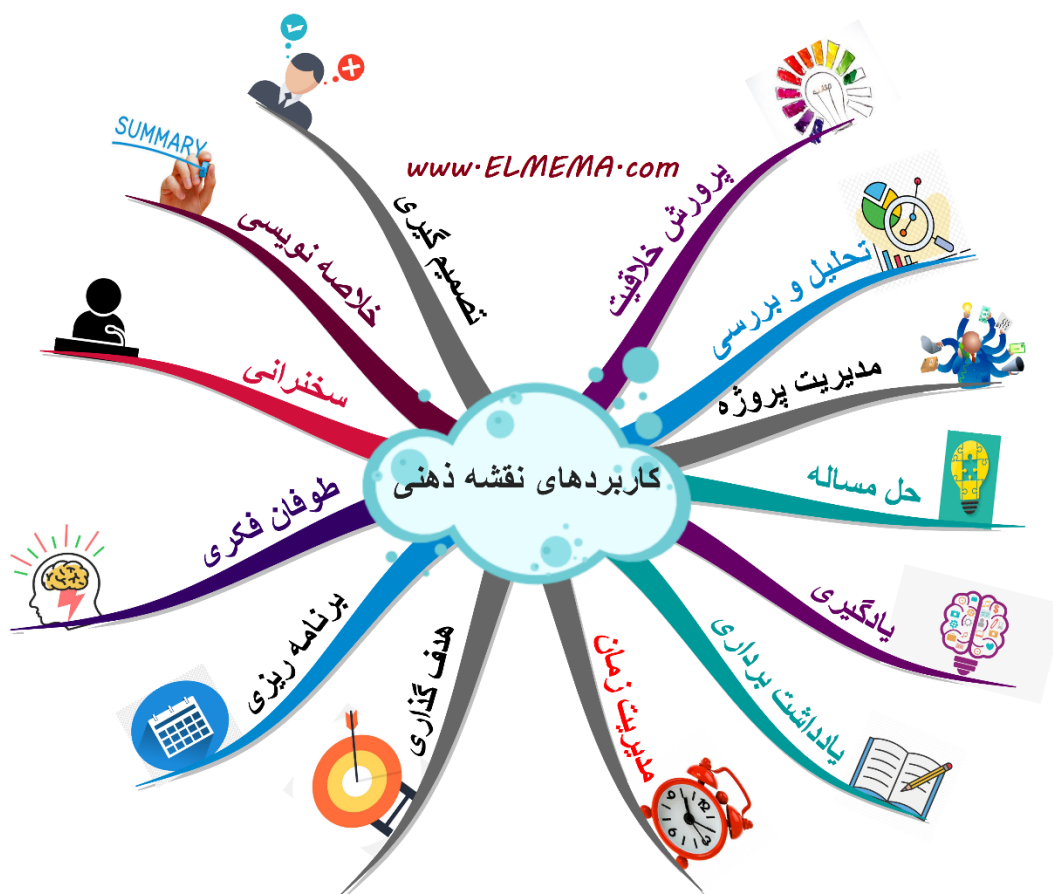 www.ELMEMA.com
SUMMARY
کاربردهای نقشه ذهنی
پرورش خلاقیت
تحلیل و بررسی
مدیریت پروژه
حل مساله
یادگیری
یادداشت برداری
مدیریت زمان
هدف گذاری
برنامه ریزی
طوفان فکری
سخنرانی
خلاصه نویسی
تصمیم گیری